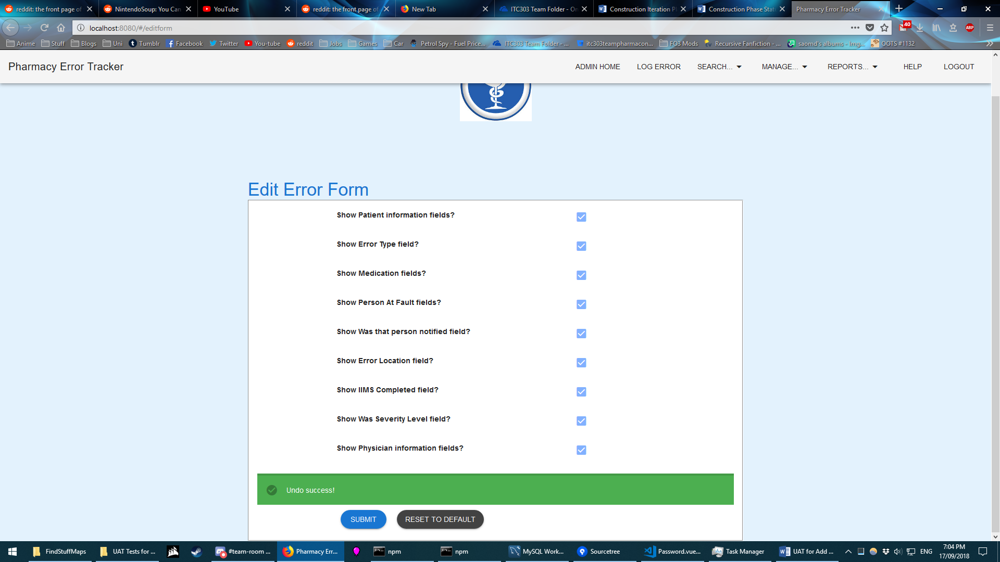 reddit: the front page of
NintendoSoup: You Can
YouTube
reddit: the front page of
New Tab
ITC303 Team Folder - On
Construction Iteration Pl
Construction Phase Stat
Pharmacy Error Tracker
localhost:8080/#/editform
40
ABP
Anime
Stuff
Blogs
Uni
Tumblr
Facebook
Twitter
You-tube
reddit
Jobs
Games
Car
Petrol Spy - Fuel Price...
ITC303 Team Folder - ...
itc303teampharmacon...
FO3 Mods
Recursive Fanfiction - ...
saomd's albums - Img...
OOTS #1132
Pharmacy Error Tracker
ADMIN HOME
LOG ERROR
SEARCH...
MANAGE...
REPORTS...
HELP
LOGOUT
Edit Error Form
Show Patient information fields?
Show Error Type field?
Show Medication fields?
Show Person At Fault fields?
Show Was that person notified field?
Show Error Location field?
Show IIMS Completed field?
Show Was Severity Level field?
Show Physician information fields?
Undo success!
SUBMIT
RESET TO DEFAULT
FindStuffMaps
UAT Tests for ...
#team-room ...
Pharmacy Err...
npm
npm
MySQL Work...
Sourcetree
Password.vue...
Task Manager
UAT for Add ...
ENG
7:04 PM
17/09/2018